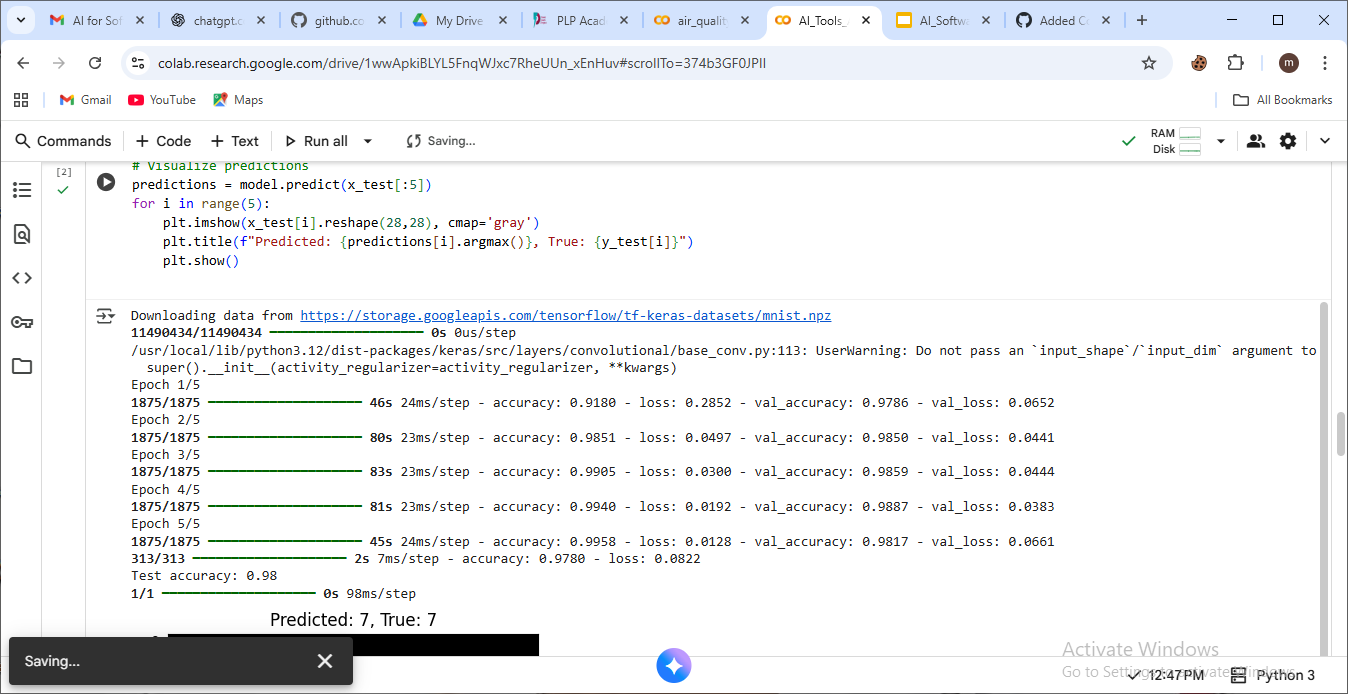 AI for Sof
chatgpt.c
github.co
My Drive
PLP Acad
air_qualit
AI_Tools_
AI_Softwa
Added Co
colab.research.google.com/drive/1wwApkiBLYL5FnqWJxc7RheUUn_xEnHuv#scrollTo=374b3GF0JPlI
m
Gmail
YouTube
Maps
All Bookmarks
Commands
+ Code
+ Text
Run all
Saving...
RAM
Disk
[2]
# Visualize predictions
predictions = model.predict(x_test[:5])
for i in range(5):
    plt.imshow(x_test[i].reshape(28,28), cmap='gray')
    plt.title(f"Predicted: {predictions[i].argmax()}, True: {y_test[i]}")
    plt.show()
Downloading data from https://storage.googleapis.com/tensorflow/tf-keras-datasets/mnist.npz
11490434/11490434 ━━━━━━━━━━━━━━━━━━━━ 0s 0us/step
/usr/local/lib/python3.12/dist-packages/keras/src/layers/convolutional/base_conv.py:113: UserWarning: Do not pass an `input_shape`/`input_dim` argument to
  super().__init__(activity_regularizer=activity_regularizer, **kwargs)
Epoch 1/5
1875/1875 ━━━━━━━━━━━━━━━━━━━━ 46s 24ms/step - accuracy: 0.9180 - loss: 0.2852 - val_accuracy: 0.9786 - val_loss: 0.0652
Epoch 2/5
1875/1875 ━━━━━━━━━━━━━━━━━━━━ 80s 23ms/step - accuracy: 0.9851 - loss: 0.0497 - val_accuracy: 0.9850 - val_loss: 0.0441
Epoch 3/5
1875/1875 ━━━━━━━━━━━━━━━━━━━━ 83s 23ms/step - accuracy: 0.9905 - loss: 0.0300 - val_accuracy: 0.9859 - val_loss: 0.0444
Epoch 4/5
1875/1875 ━━━━━━━━━━━━━━━━━━━━ 81s 23ms/step - accuracy: 0.9940 - loss: 0.0192 - val_accuracy: 0.9887 - val_loss: 0.0383
Epoch 5/5
1875/1875 ━━━━━━━━━━━━━━━━━━━━ 45s 24ms/step - accuracy: 0.9958 - loss: 0.0128 - val_accuracy: 0.9817 - val_loss: 0.0661
313/313 ━━━━━━━━━━━━━━━━━━━━ 2s 7ms/step - accuracy: 0.9780 - loss: 0.0822
Test accuracy: 0.98
1/1 ━━━━━━━━━━━━━━━━━━━━ 0s 98ms/step
Predicted: 7, True: 7
Saving...
Activate Windows
Go to Settings to activate Windows.
12:47 PM
Python 3